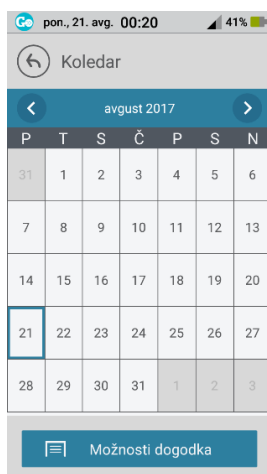 Go pon., 21. avg. 00:20 41%
Koledar
avgust 2017
P T S Č P S N
31 1 2 3 4 5 6
7 8 9 10 11 12 13
14 15 16 17 18 19 20
21 22 23 24 25 26 27
28 29 30 31 1 2 3
Možnosti dogodka